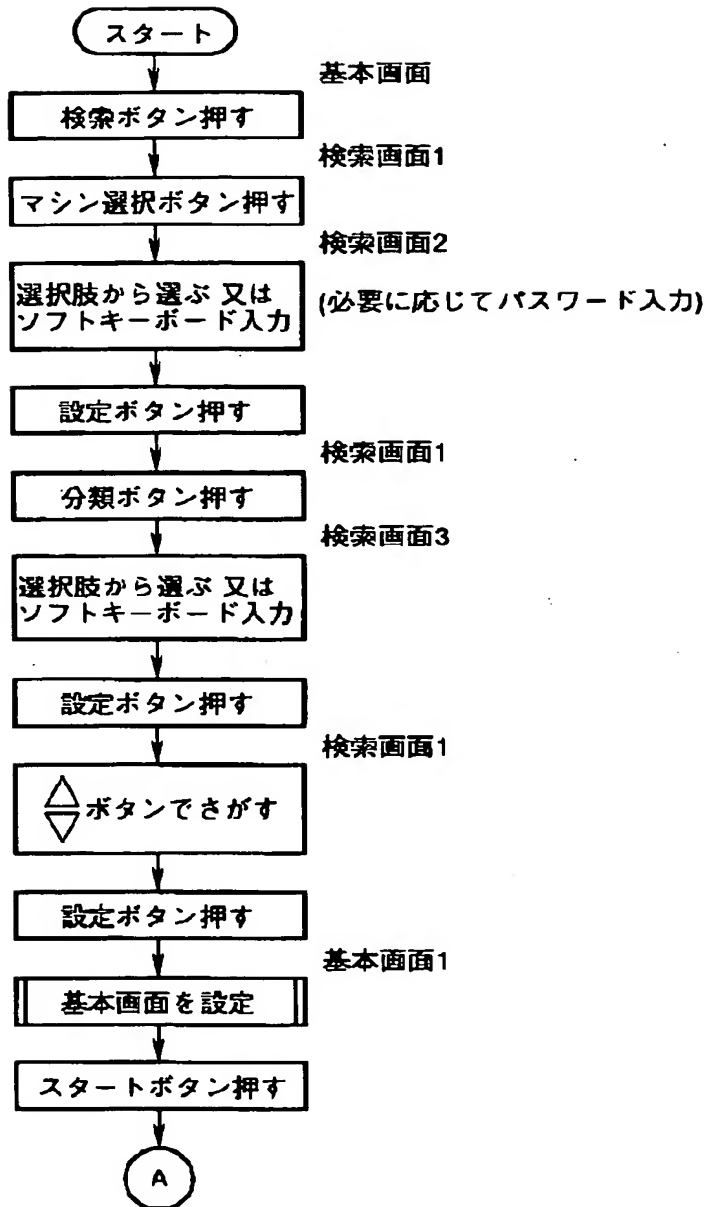 スタート
基本画面
検索ボタン押す
検索画面1
マシン選択ボタン押す
検索画面2
選択肢から選ぶ 又は
ソフトキーボード入力
(必要に応じてパスワード入力)
設定ボタン押す
検索画面1
分類ボタン押す
検索画面3
選択肢から選ぶ 又は
ソフトキーボード入力
設定ボタン押す
検索画面1
△▽ボタンでさがす
設定ボタン押す
基本画面1
基本画面を設定
スタートボタン押す
A